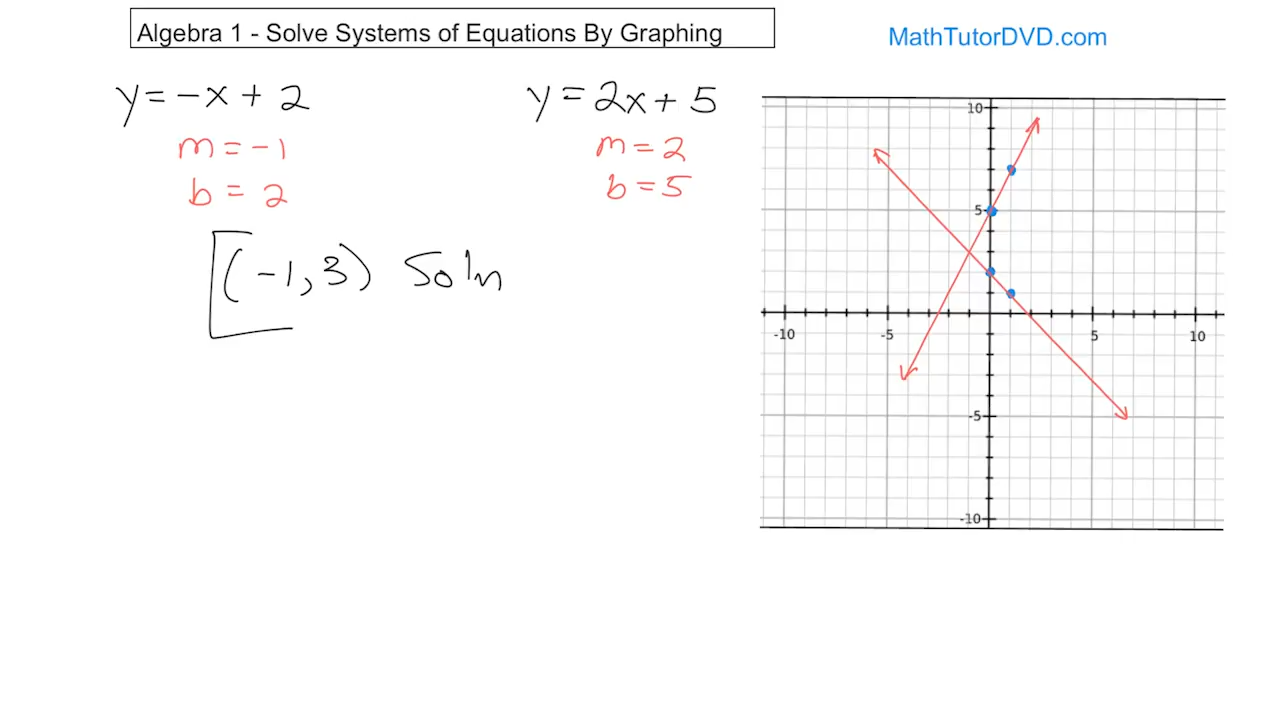 Algebra 1 - Solve Systems of Equations By Graphing
MathTutorDVD.com
y = -x + 2
m = -1
b = 2
y = 2x + 5
m = 2
b = 5
(-1, 3) Soln
10
5
-10
-5
5
10
-5
-10